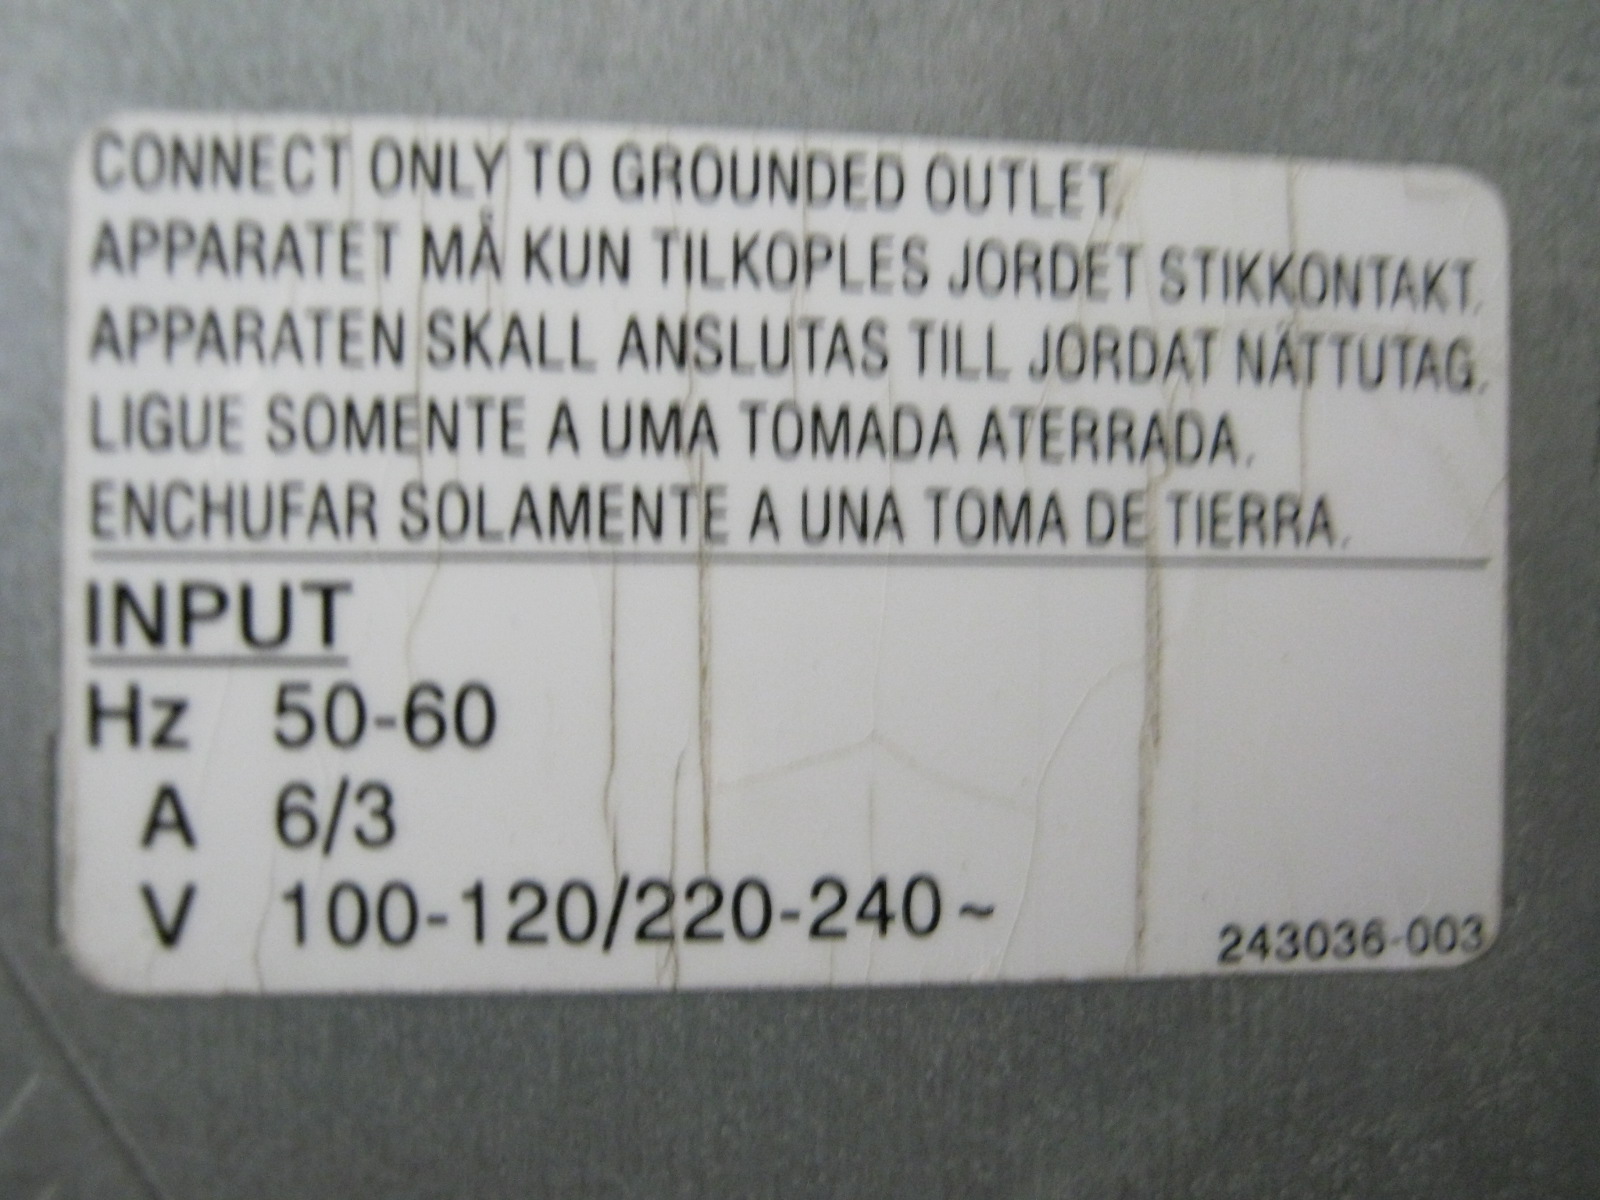 CONNECT ONLY TO GROUNDED OUTLET.
APPARATET MÅ KUN TILKOPLES JORDET STIKKONTAKT.
APPARATEN SKALL ANSLUTAS TILL JORDAT NÄTTUTAG.
LIGUE SOMENTE A UMA TOMADA ATERRADA.
ENCHUFAR SOLAMENTE A UNA TOMA DE TIERRA.
INPUT
Hz 50-60
A 6/3
V 100-120/220-240~
243036-003